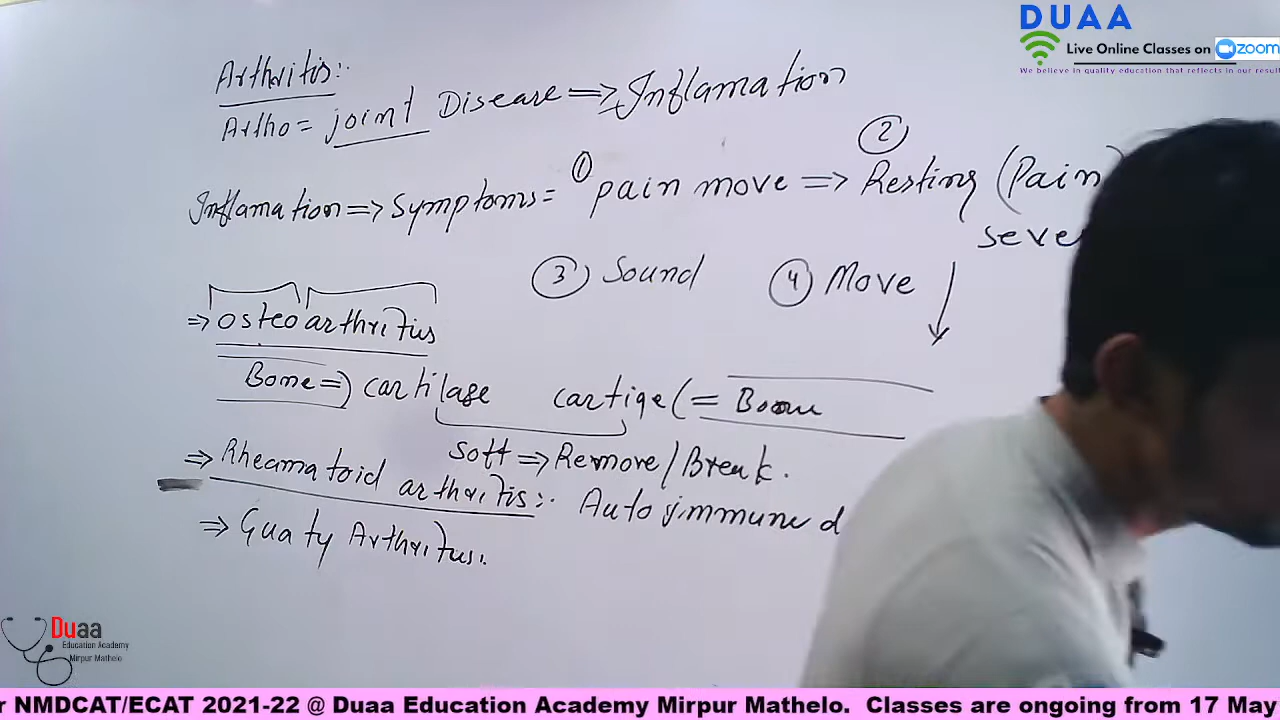 DUAA
Live Online Classes on zoom
We believe in quality education that reflects in our result
Arthritis:.
Artho = joint Disease => Inflamation
Inflamation => Symptoms = ① pain move => ② Resting (Pain)
seve
③ Sound ④ Move ↓
=> Osteo arthritus
Bone => cartilage cartige (= Boone
Soft => Remove / Break.
=> Rheamatoid arthritis:. Auto immune d
=> Guaty Arthritus.
Duaa
Education Academy
Mirpur Mathelo
r NMDCAT/ECAT 2021-22 @ Duaa Education Academy Mirpur Mathelo. Classes are ongoing from 17 May